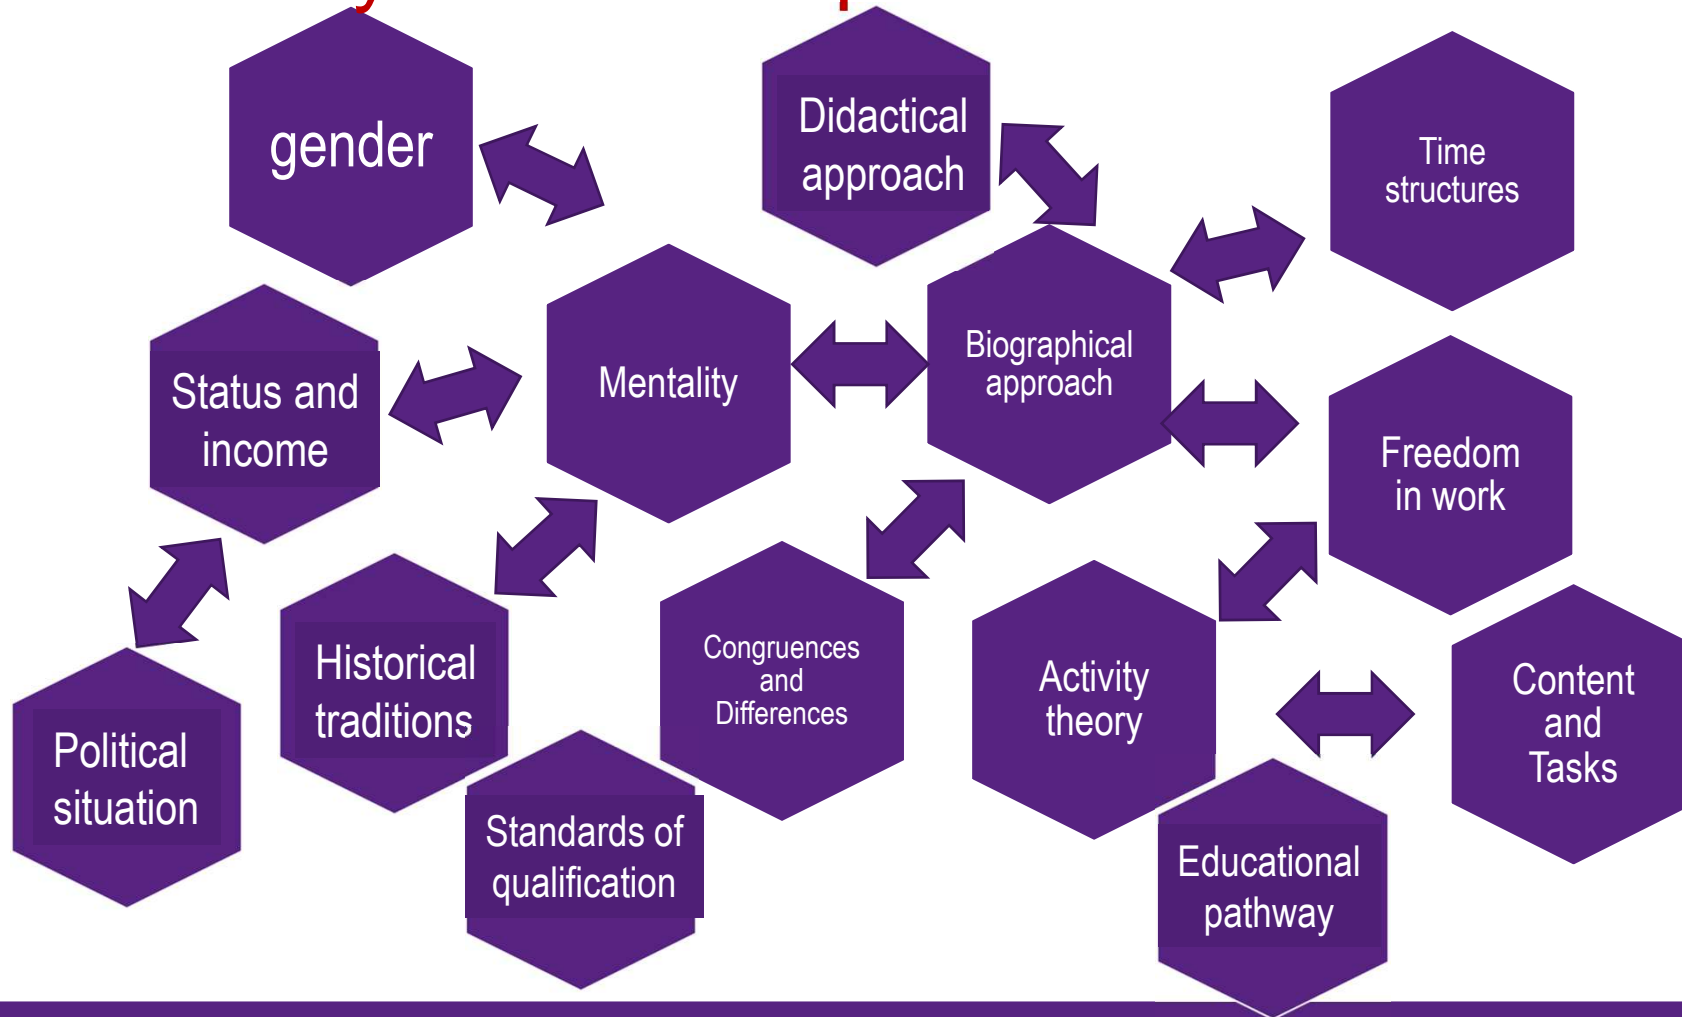 gender
Didactical
approach
Time
structures
Status and
income
Mentality
Biographical
approach
Freedom
in work
Historical
traditions
Congruences
and
Differences
Activity
theory
Content
and
Tasks
Political
situation
Standards of
qualification
Educational
pathway